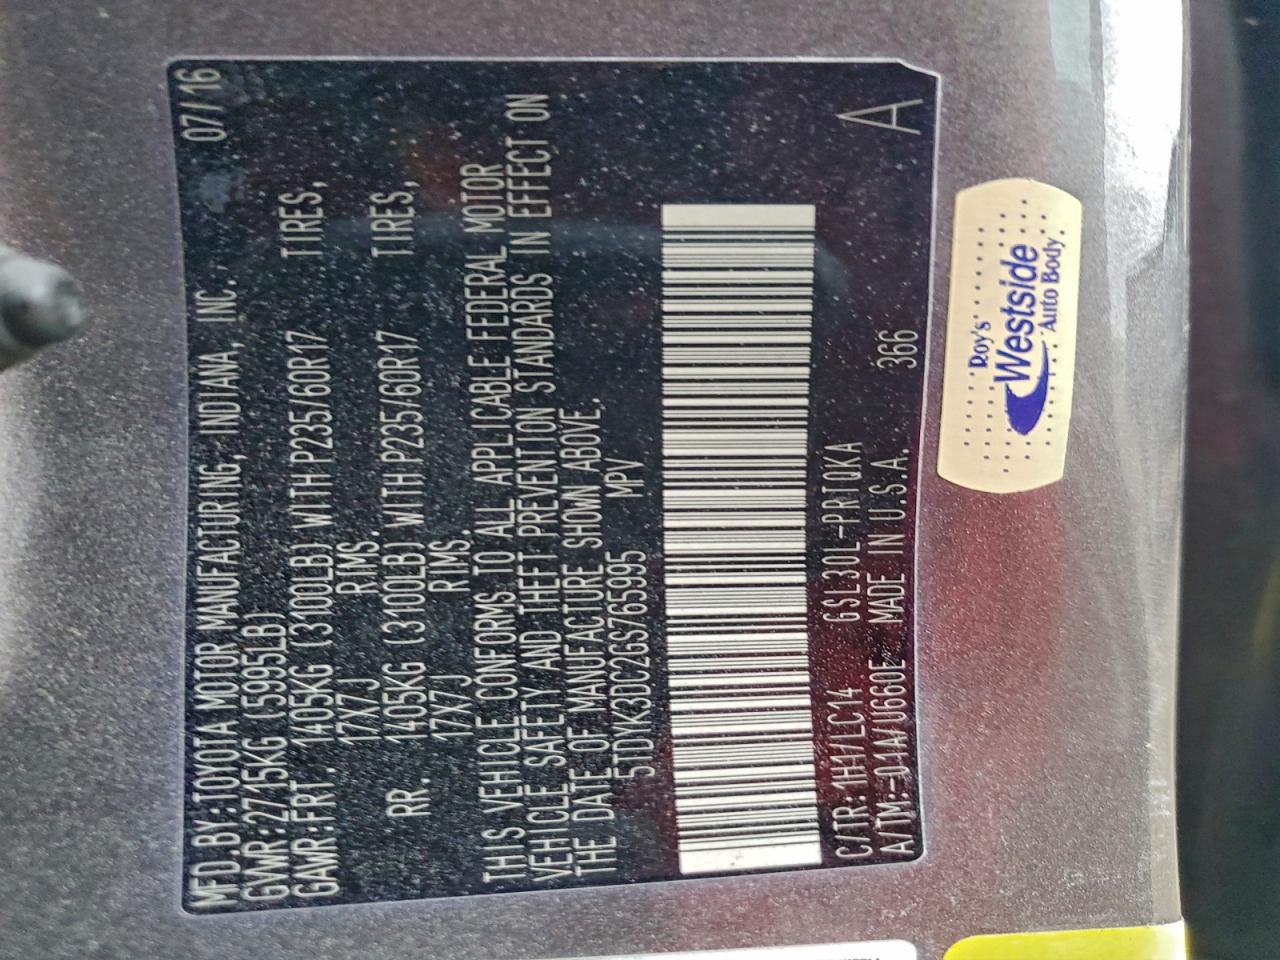 MFD.BY:TOYOTA MOTOR MANUFACTURING, INDIANA, INC. 07/16
GVWR:2715KG (5995LB)
GAWR:FRT. 1405KG (3100LB) WITH P235/60R17 TIRES,
17X7J RIMS.
RR. 1405KG (3100LB) WITH P235/60R17 TIRES,
17X7J RIMS.
THIS VEHICLE CONFORMS TO ALL APPLICABLE FEDERAL MOTOR
VEHICLE SAFETY AND THEFT PREVENTION STANDARDS IN EFFECT ON
THE DATE OF MANUFACTURE SHOWN ABOVE.
5TDYK3DC2GS765995 MPV
C/TR:1H1/LC14 GSL30L-PRTQKA
A/TM:-04A/U660E MADE IN U.S.A. 366
A
Roy's
Westside
Auto Body